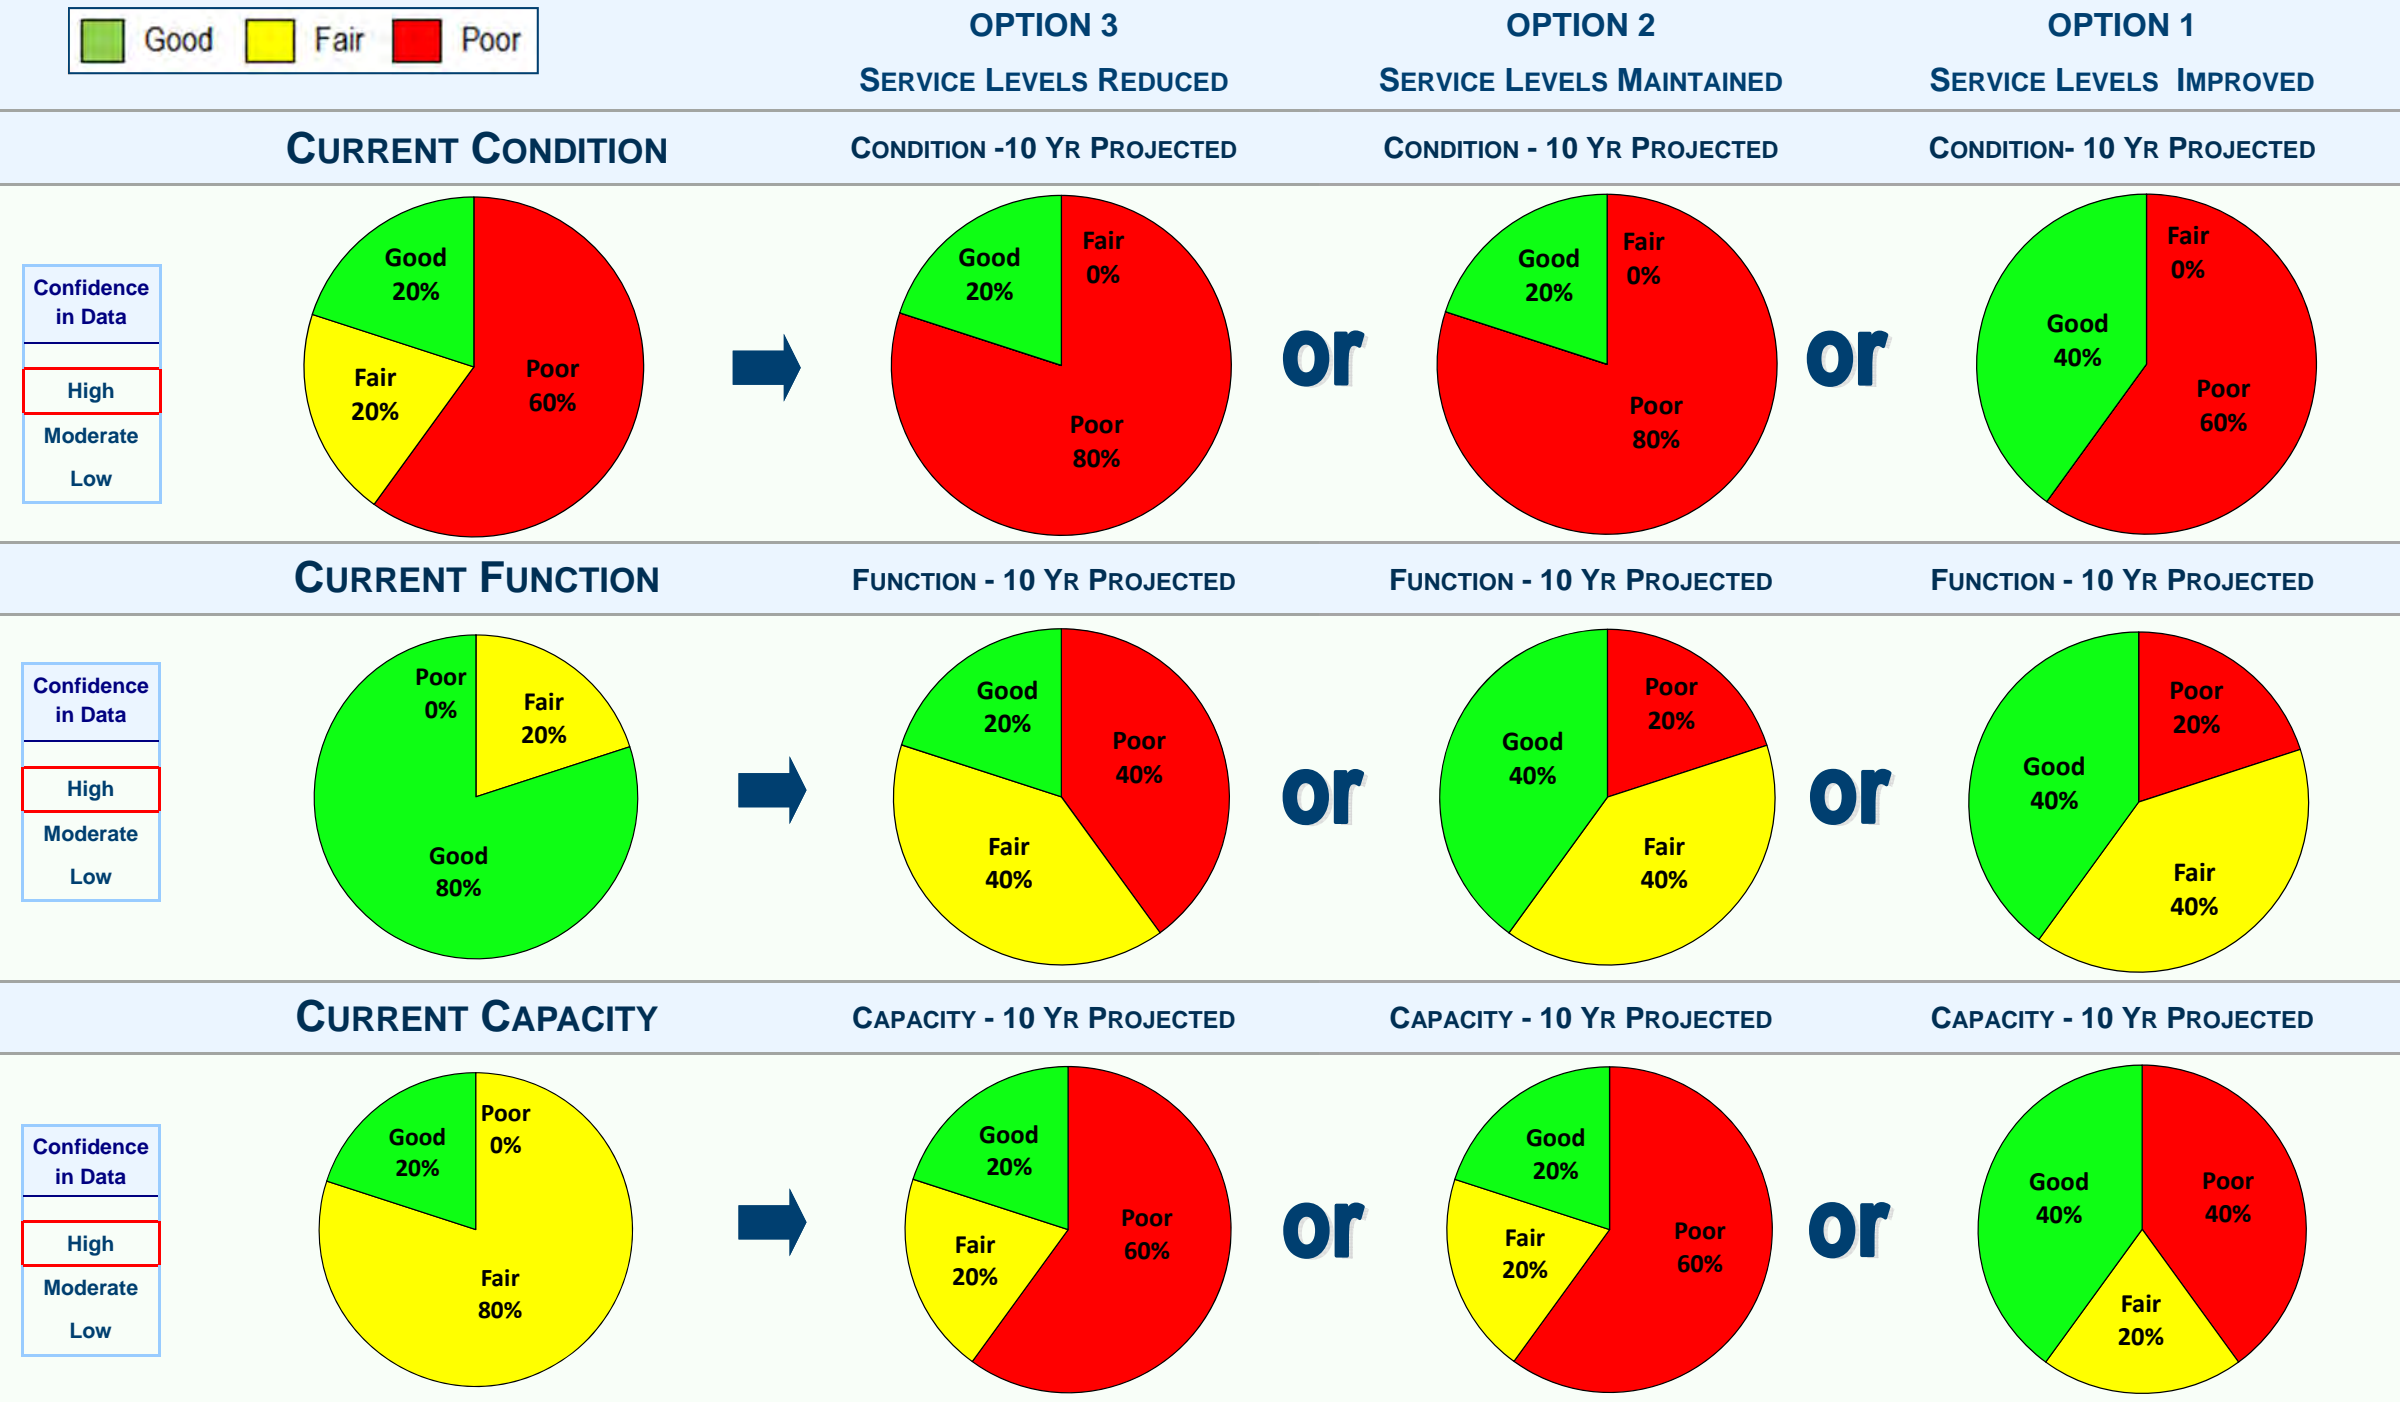 Good Fair Poor
OPTION 3
SERVICE LEVELS REDUCED
OPTION 2
SERVICE LEVELS MAINTAINED
OPTION 1
SERVICE LEVELS IMPROVED
CURRENT CONDITION
CONDITION -10 YR PROJECTED
CONDITION - 10 YR PROJECTED
CONDITION- 10 YR PROJECTED
Confidence
in Data
High
Moderate
Low
Good
20%
Fair
20%
Poor
60%
Good
20%
Fair
0%
Poor
80%
or
Good
20%
Fair
0%
Poor
80%
or
Good
40%
Fair
0%
Poor
60%
CURRENT FUNCTION
FUNCTION - 10 YR PROJECTED
FUNCTION - 10 YR PROJECTED
FUNCTION - 10 YR PROJECTED
Confidence
in Data
High
Moderate
Low
Poor
0%
Fair
20%
Good
80%
Good
20%
Poor
40%
Fair
40%
or
Good
40%
Poor
20%
Fair
40%
or
Good
40%
Poor
20%
Fair
40%
CURRENT CAPACITY
CAPACITY - 10 YR PROJECTED
CAPACITY - 10 YR PROJECTED
CAPACITY - 10 YR PROJECTED
Confidence
in Data
High
Moderate
Low
Good
20%
Poor
0%
Fair
80%
Good
20%
Fair
20%
Poor
60%
or
Good
20%
Fair
20%
Poor
60%
or
Good
40%
Poor
40%
Fair
20%